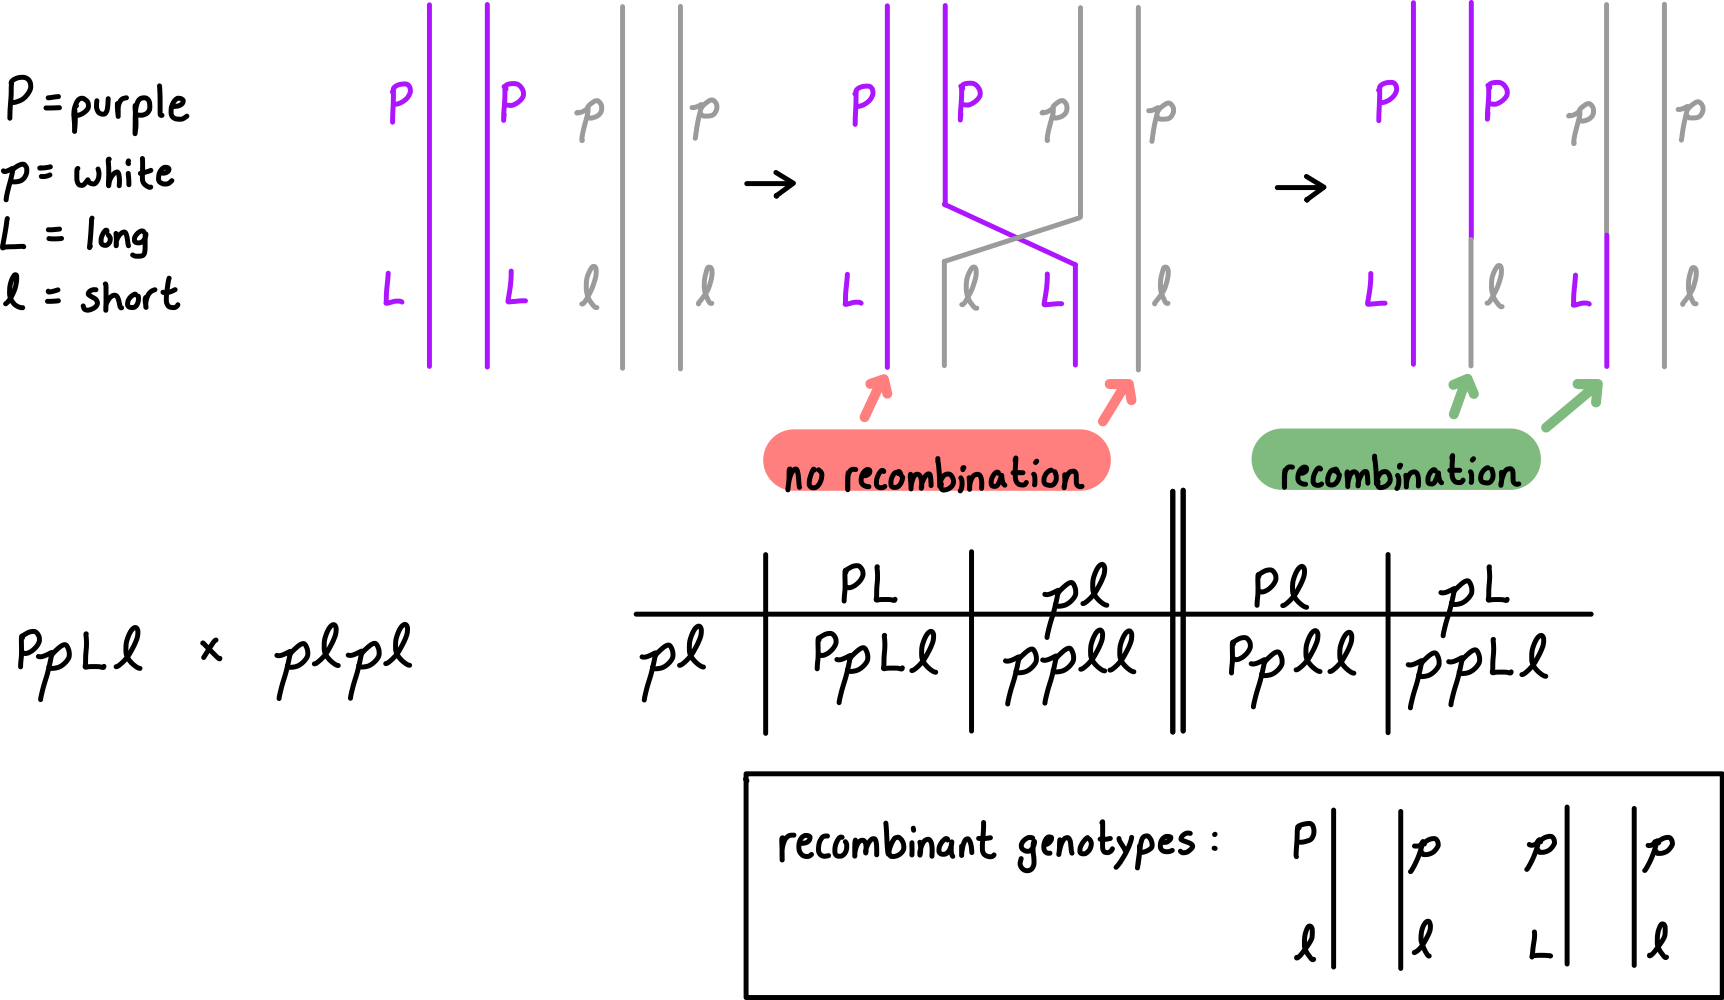 P = purple
p = white
L = long
l = short
P P p p
L L l l
→
P P p p
L l L l
→
P P p p
L l L l
no recombination
recombination
PpLl x plpl
PL pl Pl pL
pl PpLl ppll Ppll ppLl
recombinant genotypes: P p p p
l l L l